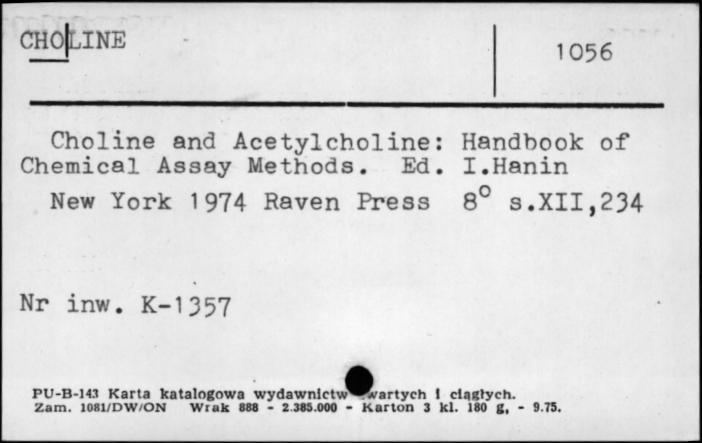 CHOLINE
1056
Choline and Acetylcholine: Handbook of
Chemical Assay Methods. Ed. I.Hanin
New York 1974 Raven Press 8° s.XII,234
Nr inw. K-1357
PU-B-143 Karta katalogowa wydawnictw zwartych i ciągłych.
Zam. 1081/DW/ON Wrak 888 - 2.385.000 - Karton 3 kl. 180 g, - 9.75.